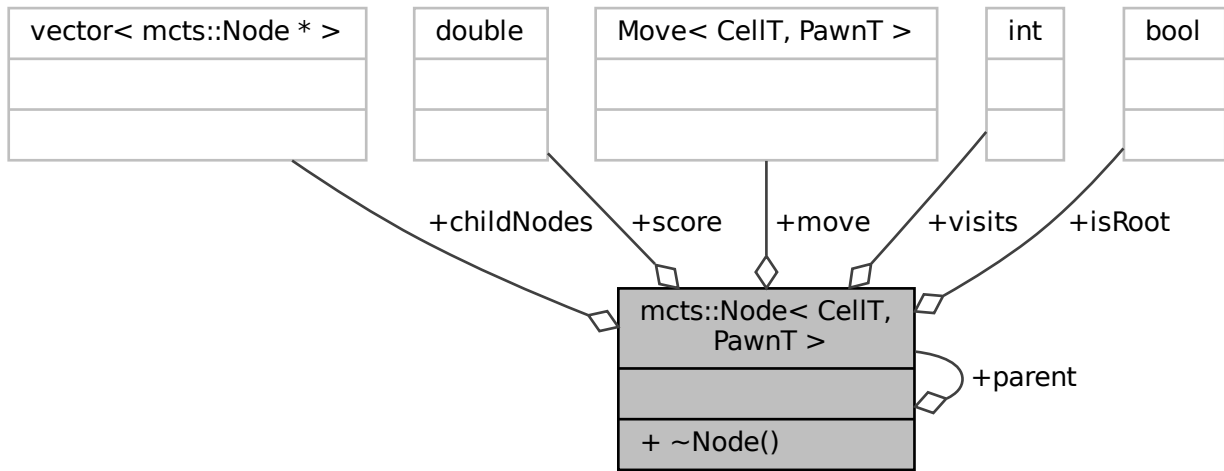 vector< mcts::Node * >
double
Move< CellT, PawnT >
int
bool
+childNodes
+score
+move
+visits
+isRoot
mcts::Node< CellT,
PawnT >
+parent
+ ~Node()